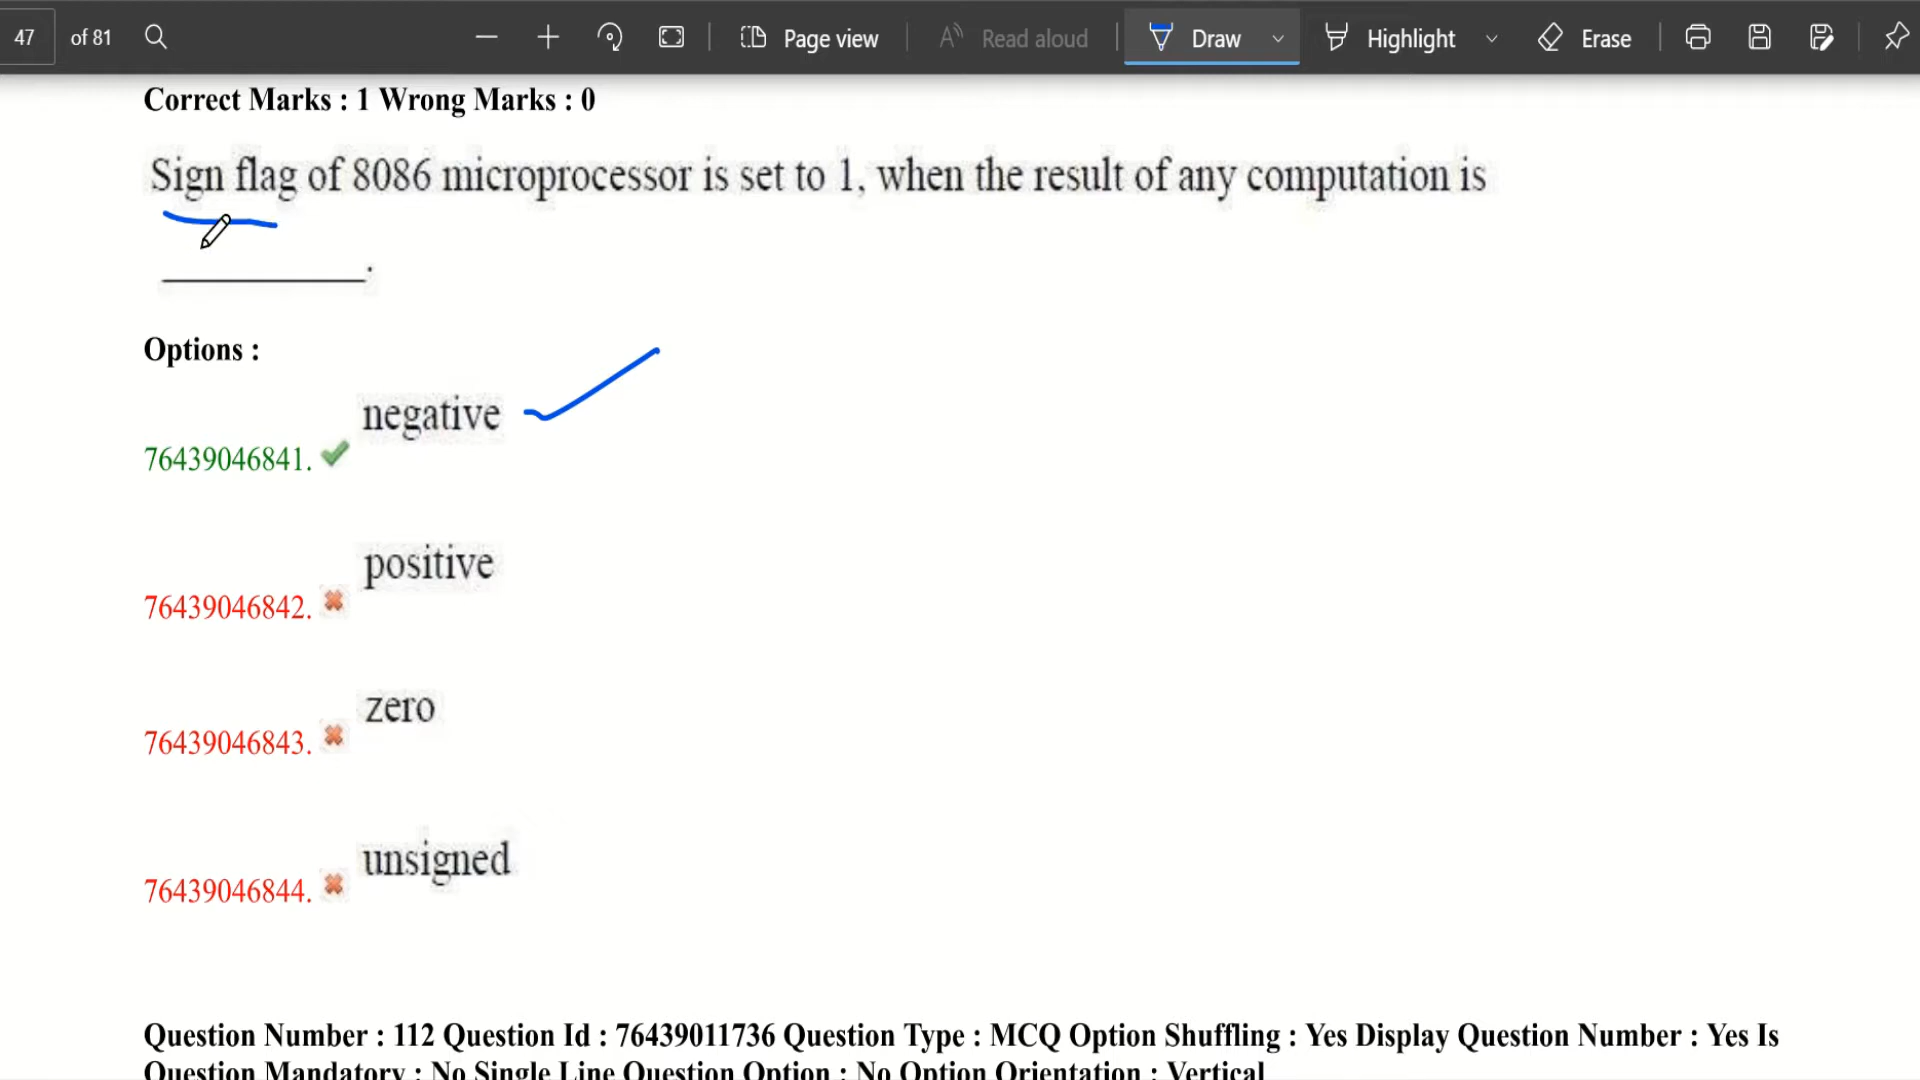 47 of 81 Page view Read aloud Draw Highlight Erase
Correct Marks : 1 Wrong Marks : 0
Sign flag of 8086 microprocessor is set to 1, when the result of any computation is
____________.
Options :
negative
76439046841.
positive
76439046842.
zero
76439046843.
unsigned
76439046844.
Question Number : 112 Question Id : 76439011736 Question Type : MCQ Option Shuffling : Yes Display Question Number : Yes Is
Question Mandatory : No Single Line Question Option : No Option Orientation : Vertical